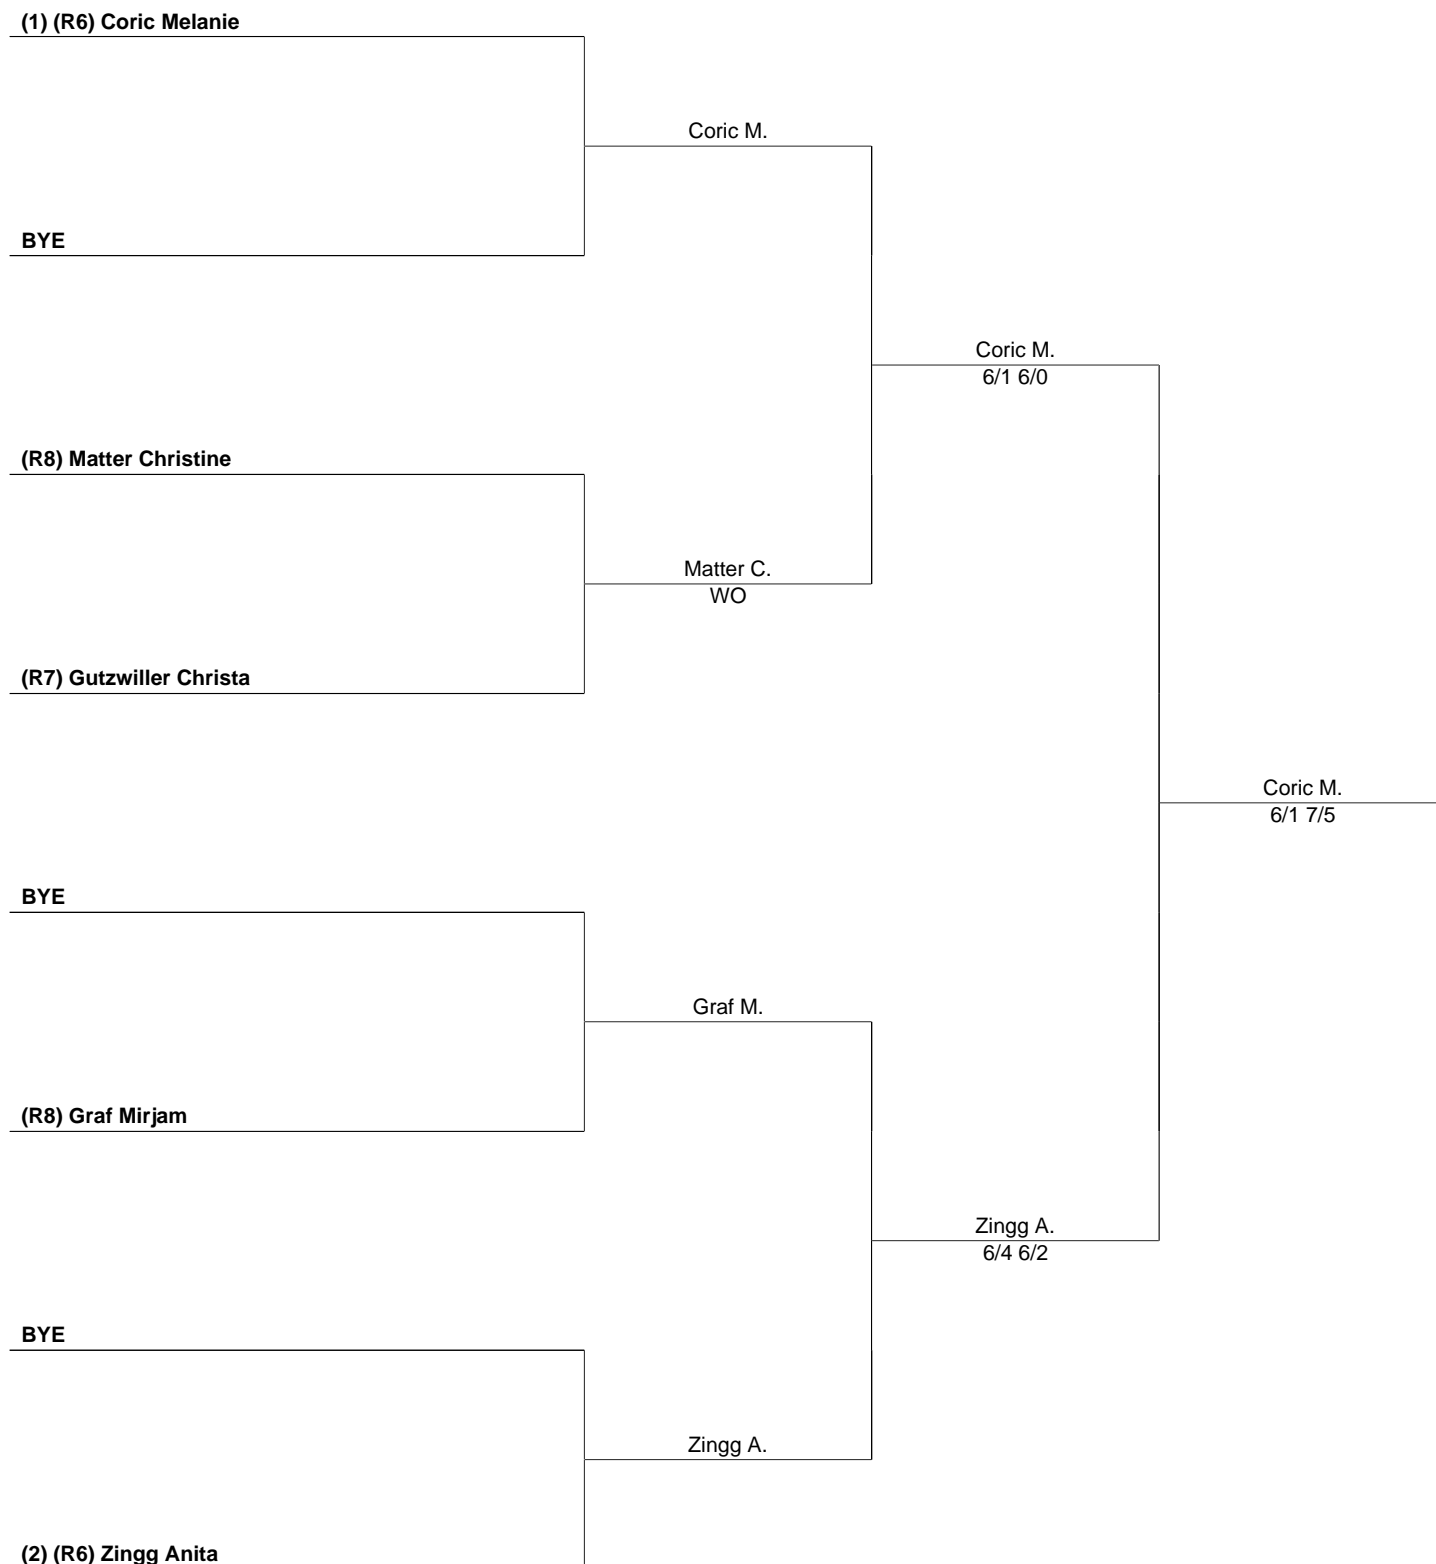 (1) (R6) Coric Melanie
Coric M.
BYE
Coric M.
6/1 6/0
(R8) Matter Christine
Matter C.
WO
(R7) Gutzwiller Christa
Coric M.
6/1 7/5
BYE
Graf M.
(R8) Graf Mirjam
Zingg A.
6/4 6/2
BYE
Zingg A.
(2) (R6) Zingg Anita